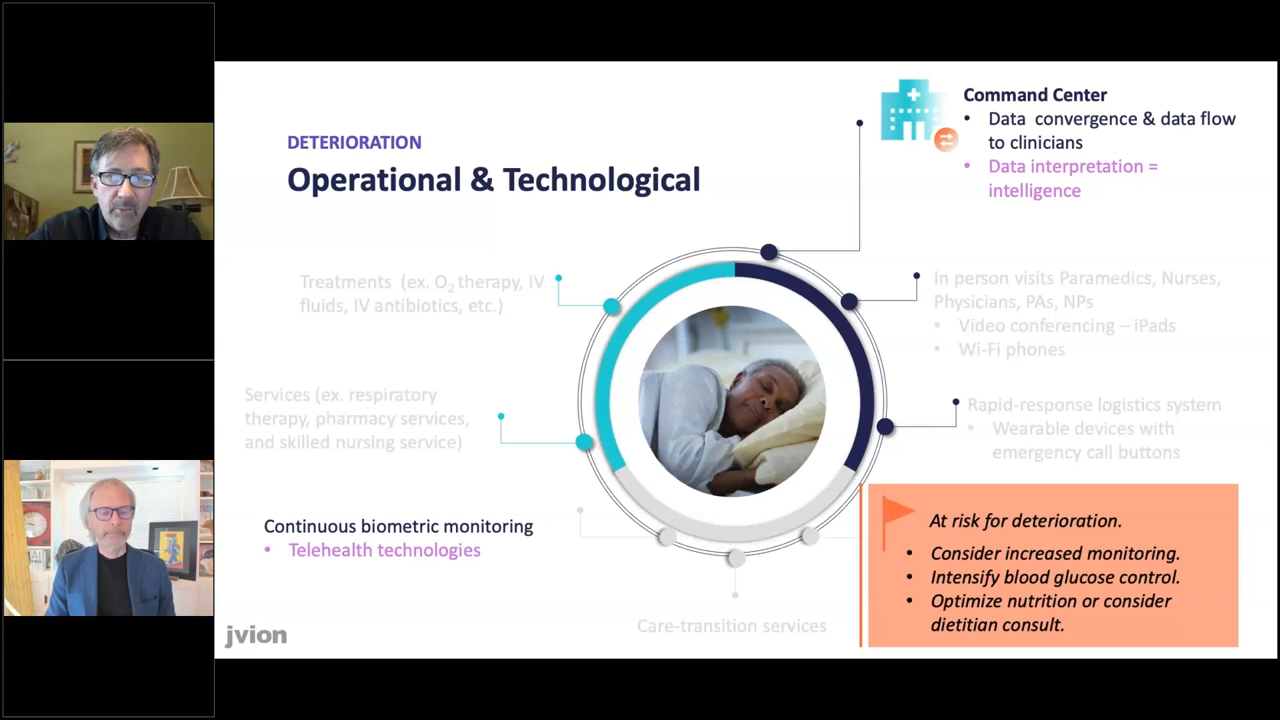 DETERIORATION
Operational & Technological
Command Center
• Data convergence & data flow
to clinicians
• Data interpretation =
intelligence
Treatments (ex. O₂ therapy, IV
fluids, IV antibiotics, etc.)
In person visits Paramedics, Nurses,
Physicians, PAs, NPs
• Video conferencing – iPads
• Wi-Fi phones
Services (ex. respiratory
therapy, pharmacy services,
and skilled nursing service)
Rapid-response logistics system
• Wearable devices with
emergency call buttons
Continuous biometric monitoring
• Telehealth technologies
At risk for deterioration.
• Consider increased monitoring.
• Intensify blood glucose control.
• Optimize nutrition or consider
dietitian consult.
Care-transition services
jvion